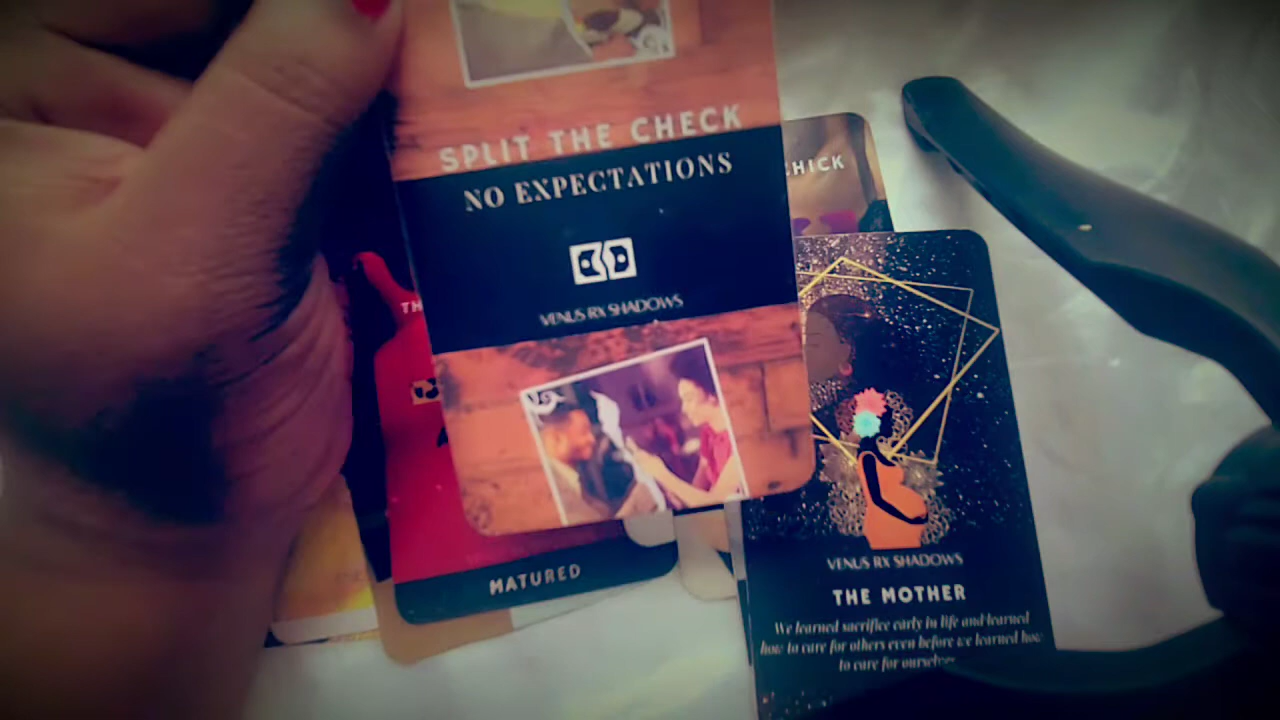 SPLIT THE CHECK
NO EXPECTATIONS
VENUS RX SHADOWS
CHICK
TH
MATURED
VENUS RX SHADOWS
THE MOTHER
We learned sacrifice early in life and learned
how to care for others even before we learned how
to care for ourselves